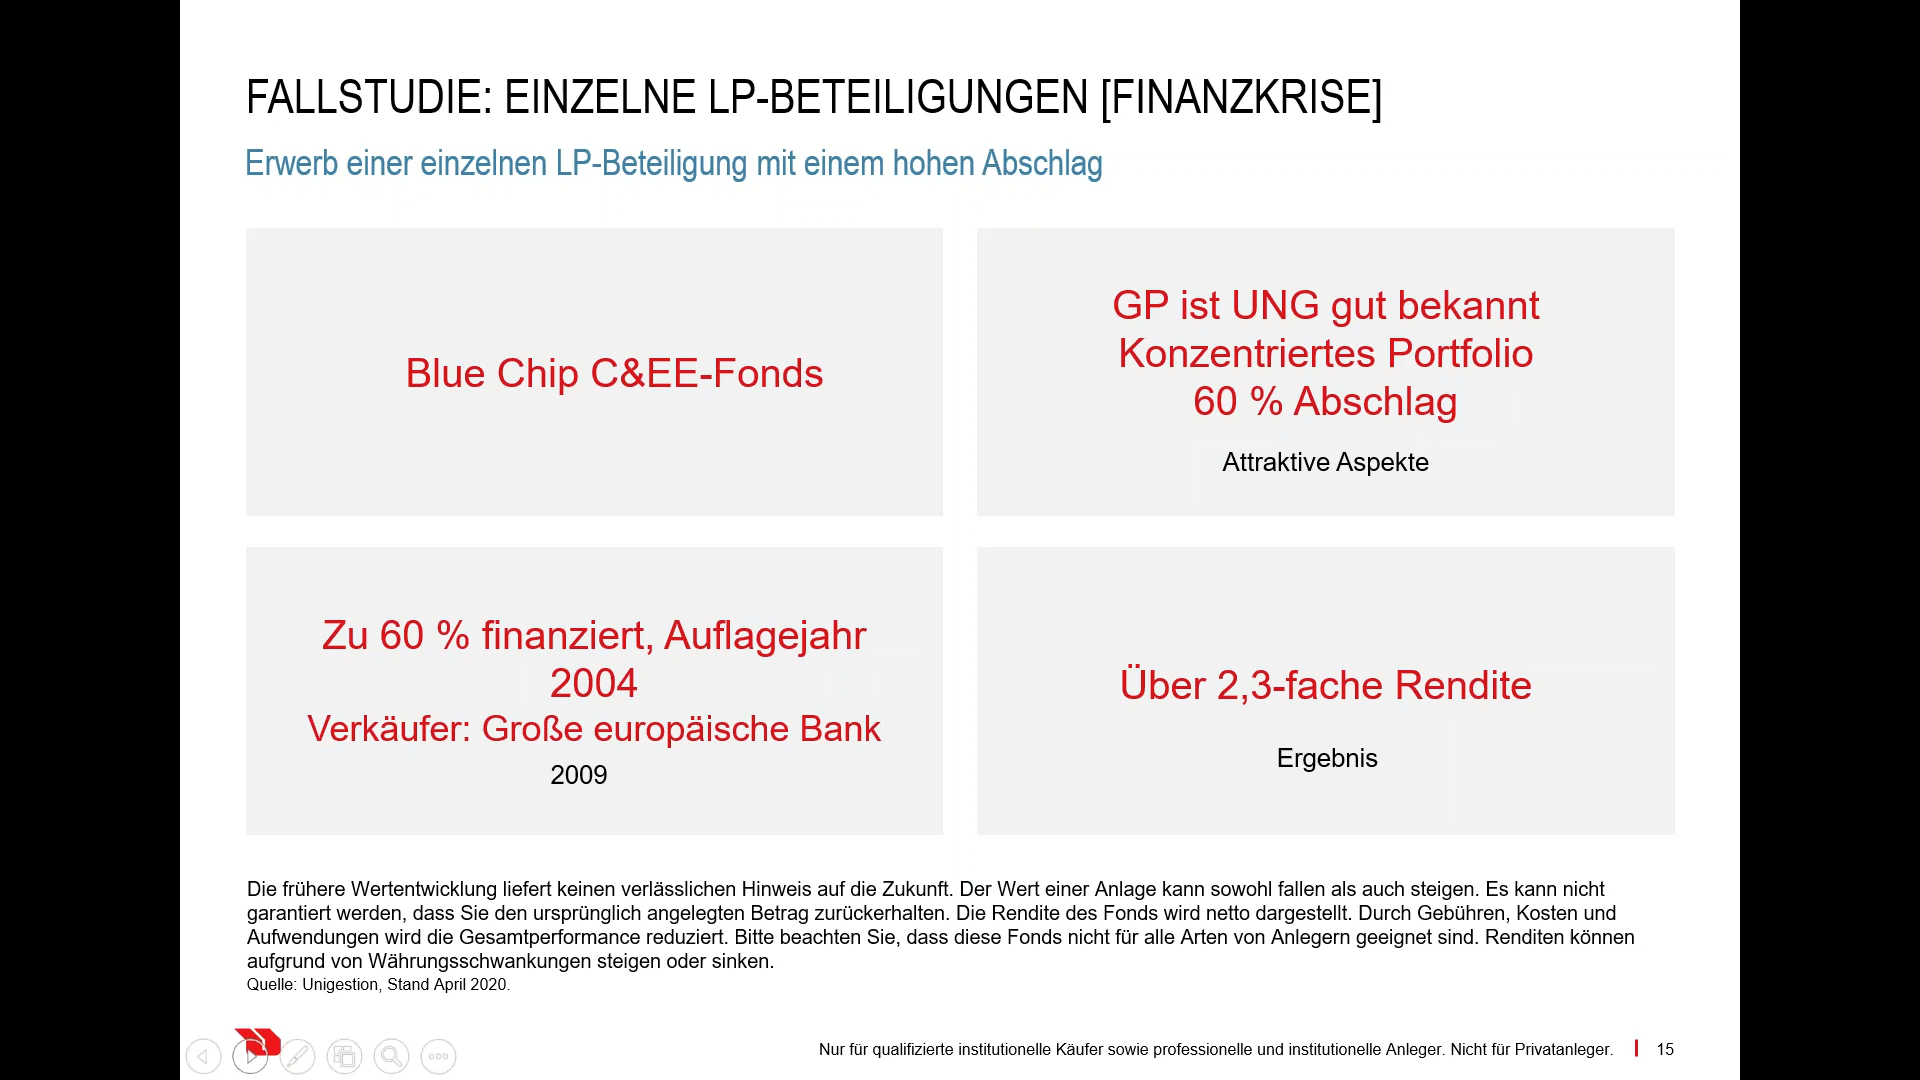 FALLSTUDIE: EINZELNE LP-BETEILIGUNGEN [FINANZKRISE]
Erwerb einer einzelnen LP-Beteiligung mit einem hohen Abschlag
Blue Chip C&EE-Fonds
GP ist UNG gut bekannt
Konzentriertes Portfolio
60 % Abschlag
Attraktive Aspekte
Zu 60 % finanziert, Auflagejahr
2004
Verkäufer: Große europäische Bank
2009
Über 2,3-fache Rendite
Ergebnis
Die frühere Wertentwicklung liefert keinen verlässlichen Hinweis auf die Zukunft. Der Wert einer Anlage kann sowohl fallen als auch steigen. Es kann nicht
garantiert werden, dass Sie den ursprünglich angelegten Betrag zurückerhalten. Die Rendite des Fonds wird netto dargestellt. Durch Gebühren, Kosten und
Aufwendungen wird die Gesamtperformance reduziert. Bitte beachten Sie, dass diese Fonds nicht für alle Arten von Anlegern geeignet sind. Renditen können
aufgrund von Währungsschwankungen steigen oder sinken.
Quelle: Unigestion, Stand April 2020.
Nur für qualifizierte institutionelle Käufer sowie professionelle und institutionelle Anleger. Nicht für Privatanleger.
15